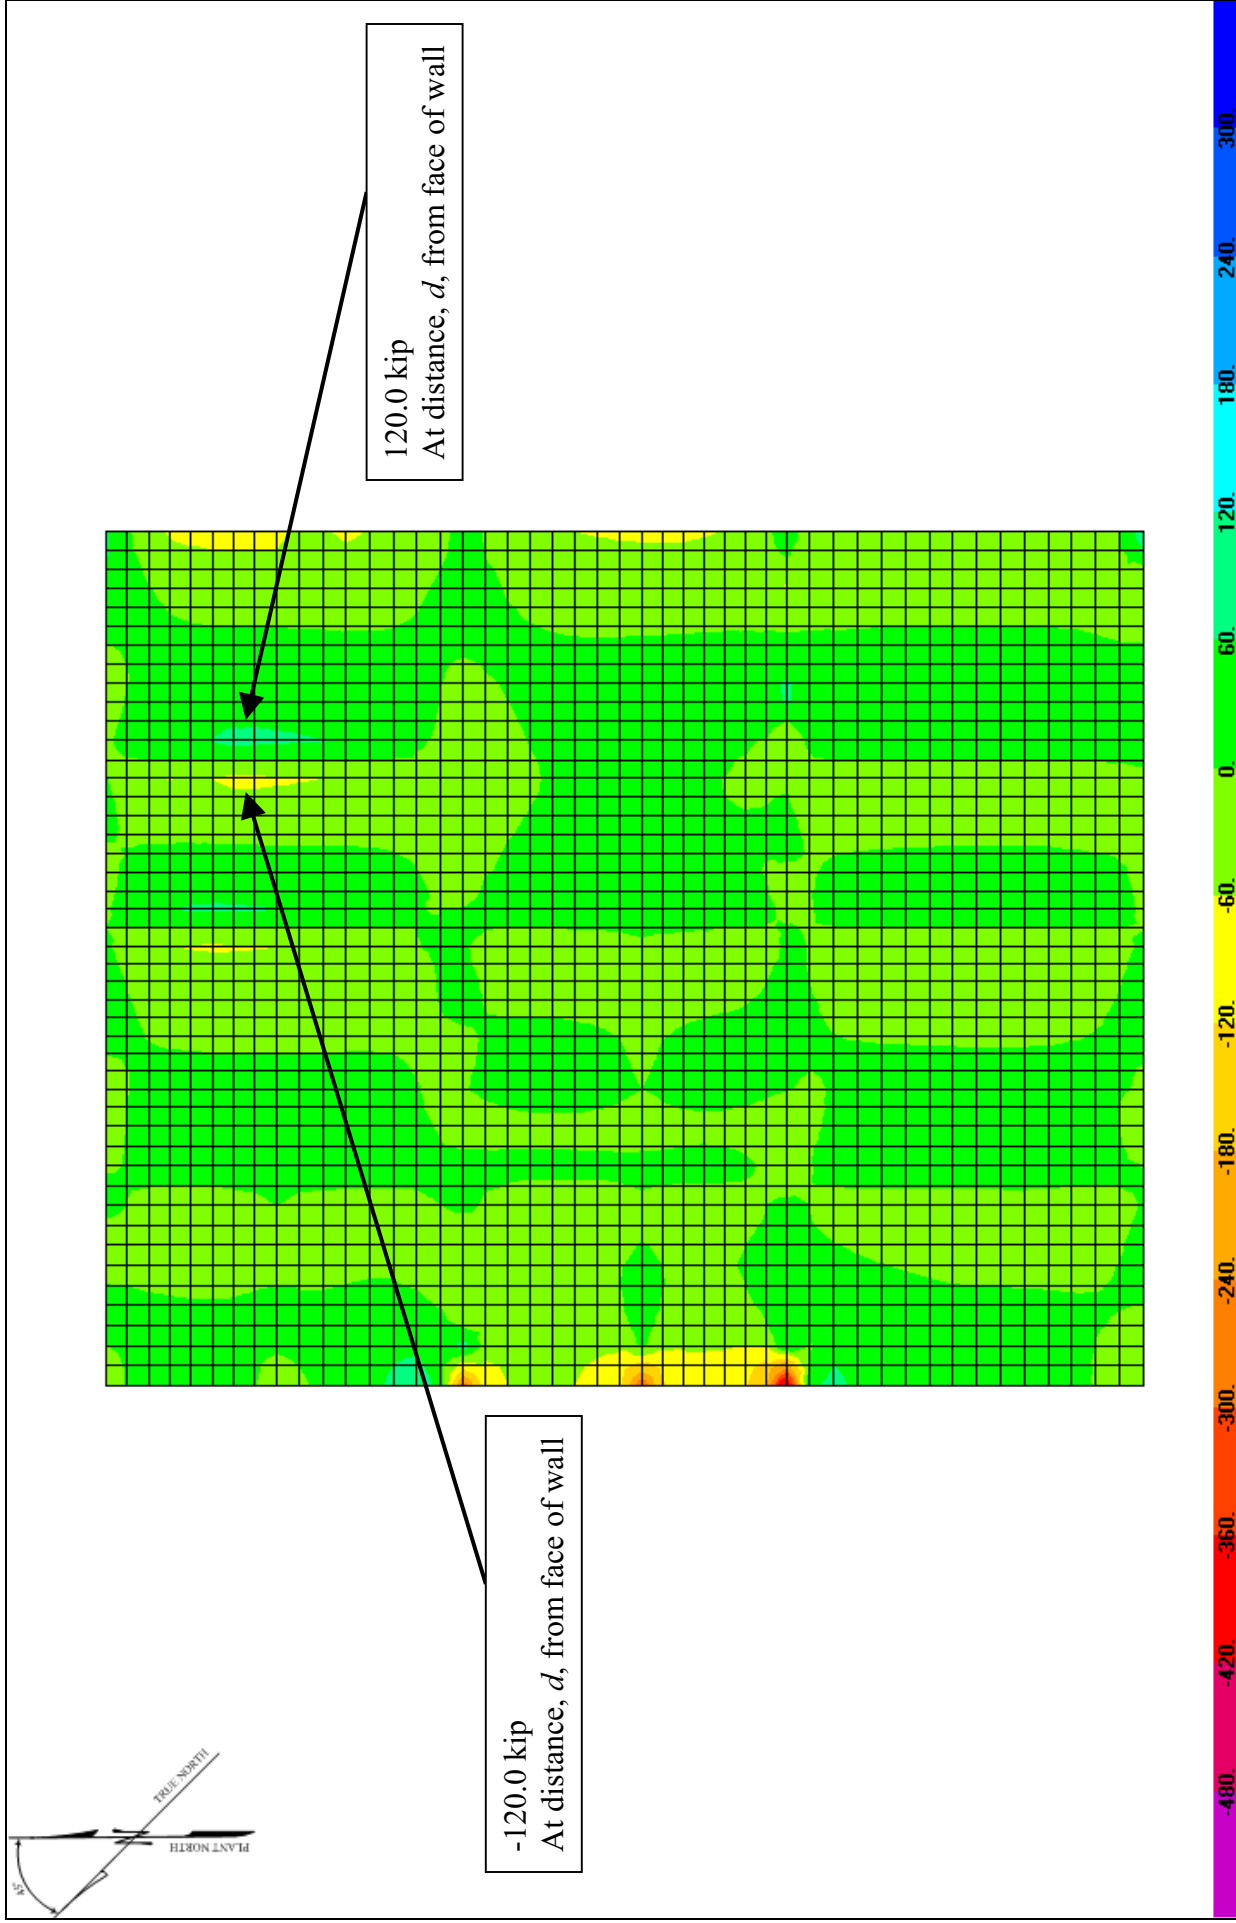 120.0 kip
At distance, d, from face of wall
-120.0 kip
At distance, d, from face of wall
TRUE NORTH
PLANT NORTH
300.
240.
180.
120.
60.
0.
-60.
-120.
-180.
-240.
-300.
-360.
-420.
-480.